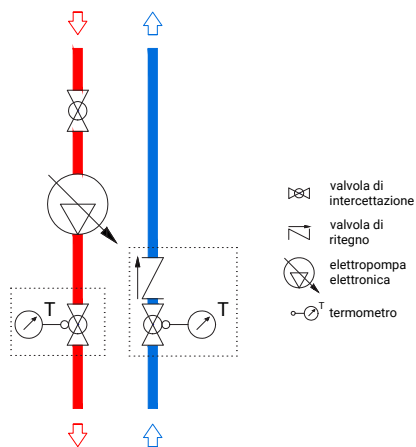 valvola di
intercettazione
valvola di
ritegno
elettropompa
elettronica
T
termometro
T
T